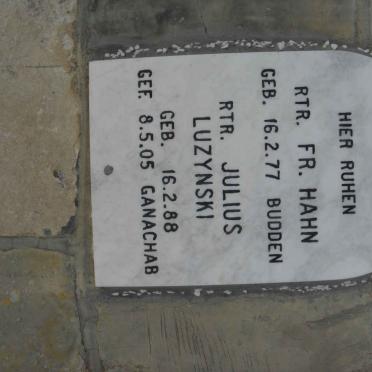 HIER RUHEN
RTR. FR. HAHN
GEB. 16.2.77 BUDDEN
RTR. JULIUS
LUZYNSKI
GEB. 16.2.88
GEF. 8.5.05 GANACHAB